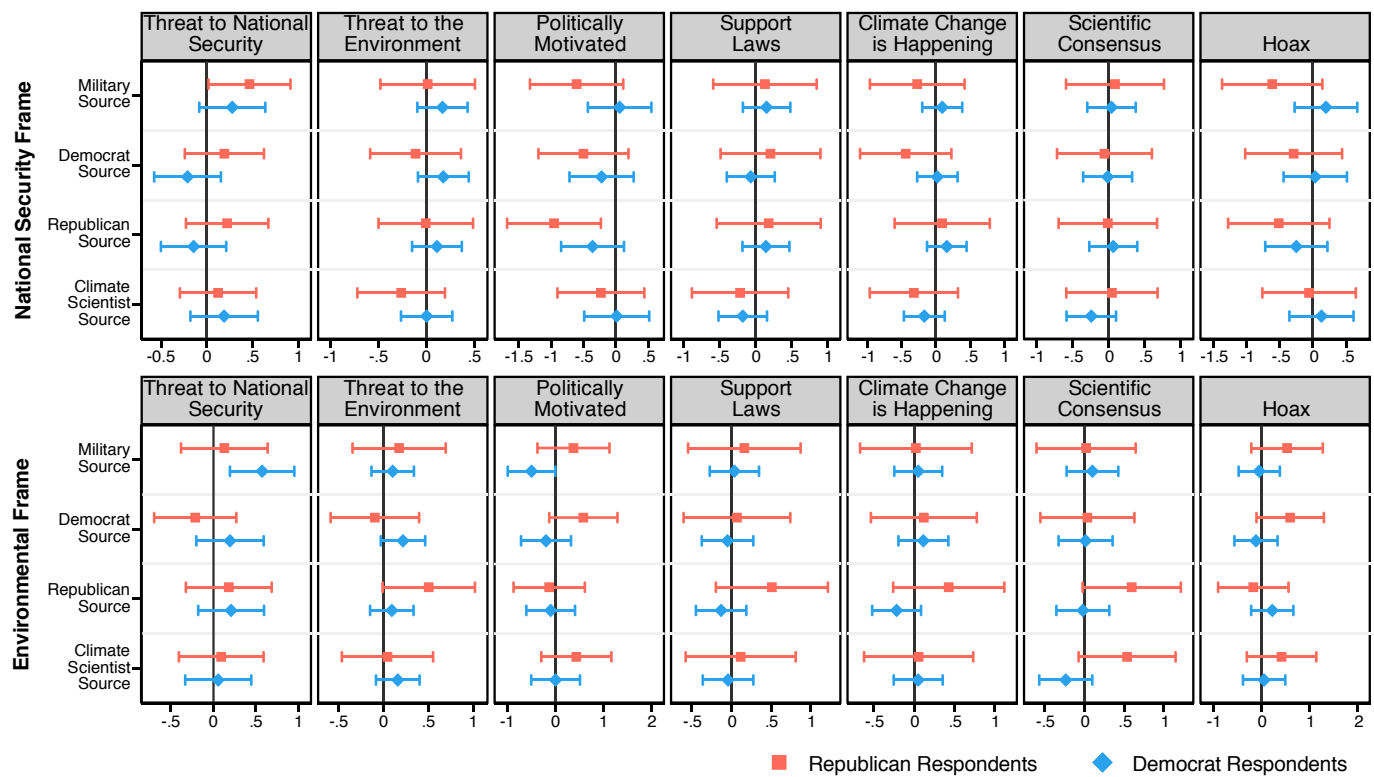 Threat to National Security
Threat to the Environment
Politically Motivated
Support Laws
Climate Change is Happening
Scientific Consensus
Hoax
National Security Frame
Military Source
Democrat Source
Republican Source
Climate Scientist Source
-0.5 0 0.5 1
-1 -.5 0 .5
-1.5 -1 -.5 0 .5
-1 -.5 0 .5 1
-1 -.5 0 .5 1
-1 -.5 0 .5 1
-1.5 -1 -.5 0 .5
Threat to National Security
Threat to the Environment
Politically Motivated
Support Laws
Climate Change is Happening
Scientific Consensus
Hoax
Environmental Frame
Military Source
Democrat Source
Republican Source
Climate Scientist Source
-.5 0 .5 1
-.5 0 .5 1
-1 0 1 2
-.5 0 .5 1
-.5 0 .5 1
-.5 0 .5 1
-1 0 1 2
Republican Respondents
Democrat Respondents